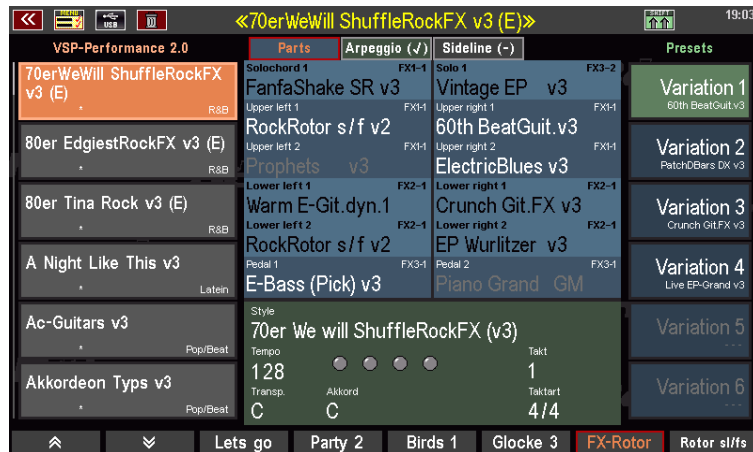 MENU
USB
«70erWeWill ShuffleRockFX v3 (E)»
SHIFT
19:03
VSP-Performance 2.0
Parts
Arpeggio (√)
Sideline (-)
Presets
70erWeWill ShuffleRockFX
v3 (E)
*
R&B
80er EdgiestRockFX v3 (E)
*
R&B
80er Tina Rock v3 (E)
*
R&B
A Night Like This v3
*
Latein
Ac-Guitars v3
*
Pop/Beat
Akkordeon Typs v3
*
Pop/Beat
Solochord 1 FX1-1
FanfaShake SR v3
Solo 1 FX3-2
Vintage EP v3
Upper left 1 FX1-1
RockRotor s/f v2
Upper right 1 FX1-1
60th BeatGuit.v3
Upper left 2 FX1-1
Prophets v3
Upper right 2 FX1-1
ElectricBlues v3
Lower left 1 FX2-1
Warm E-Git.dyn.1
Lower right 1 FX2-1
Crunch Git.FX v3
Lower left 2 FX2-1
RockRotor s/f v2
Lower right 2 FX2-1
EP Wurlitzer v3
Pedal 1 FX3-1
E-Bass (Pick) v3
Pedal 2 FX3-1
Piano Grand GM
Style
70er We will ShuffleRockFX (v3)
Tempo
128
Takt
1
Transp.
C
Akkord
C
Taktart
4/4
Variation 1
60th BeatGuit.v3
Variation 2
PatchDBars DX v3
Variation 3
Crunch Git.FX v3
Variation 4
Live EP-Grand v3
Variation 5
---
Variation 6
---
Lets go
Party 2
Birds 1
Glocke 3
FX-Rotor
Rotor sl/fs